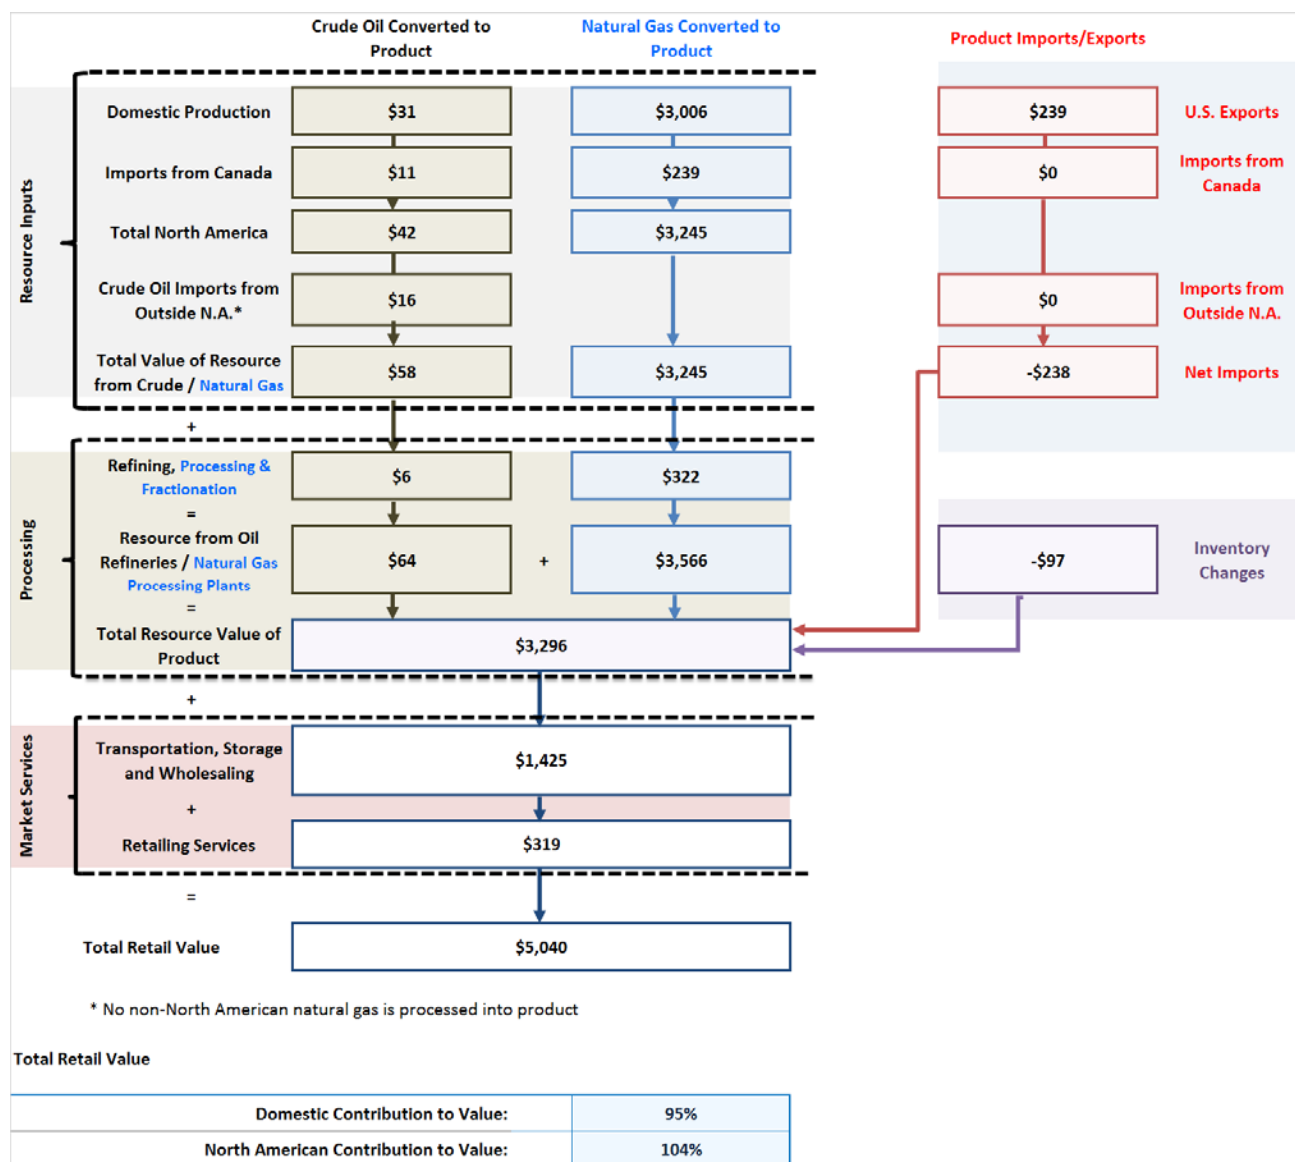 Crude Oil Converted to
Product
Natural Gas Converted to
Product
Product Imports/Exports
Resource Inputs
Domestic Production
$31
$3,006
$239
U.S. Exports
Imports from Canada
$11
$239
$0
Imports from
Canada
Total North America
$42
$3,245
Crude Oil Imports from
Outside N.A.*
$16
$0
Imports from
Outside N.A.
Total Value of Resource
from Crude / Natural Gas
$58
$3,245
-$238
Net Imports
+
Processing
Refining, Processing &
Fractionation
$6
$322
=
Resource from Oil
Refineries / Natural Gas
Processing Plants
$64
+
$3,566
-$97
Inventory
Changes
=
Total Resource Value of
Product
$3,296
+
Market Services
Transportation, Storage
and Wholesaling
$1,425
+
Retailing Services
$319
=
Total Retail Value
$5,040
* No non-North American natural gas is processed into product
Total Retail Value
Domestic Contribution to Value:
95%
North American Contribution to Value:
104%